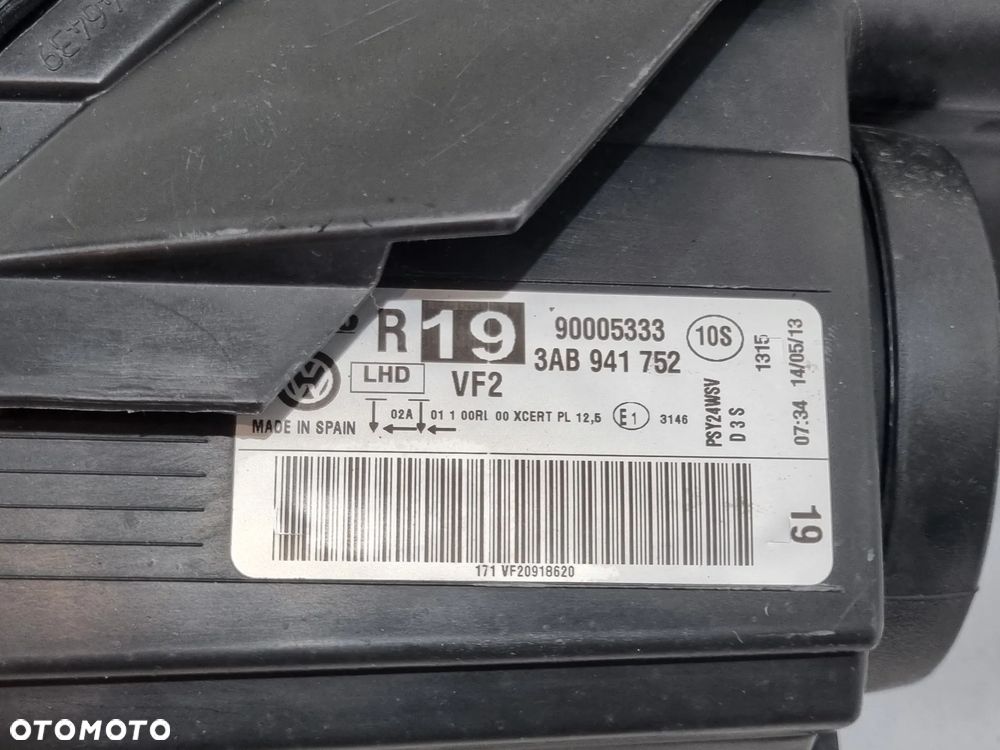 R 19 90005333 10S
LHD VF2 3AB 941 752
02A 01 1 00RL 00 XCERT PL 12,5 E1 3146
MADE IN SPAIN
PSY24WSV
D3S
1315
07:34 14/05/13
19
171 VF20918620
OTOMOTO